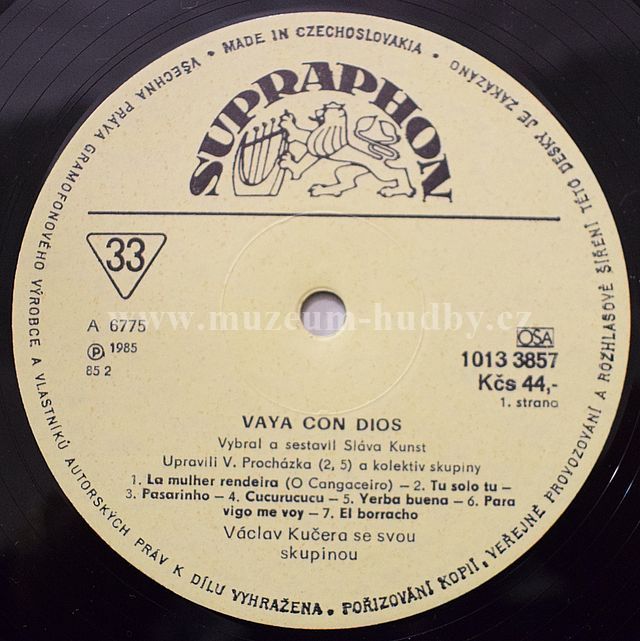 VŠECHNA PRÁVA GRAMOFONOVÉHO VÝROBCE A VLASTNÍKŮ AUTORSKÝCH PRÁV K DÍLU VYHRAŽENA. POŘIZOVÁNÍ KOPIÍ, VEŘEJNÉ PROVOZOVÁNÍ A ROZHLASOVÉ ŠÍŘENÍ TÉTO DESKY JE ZAKÁZÁNO • MADE IN CZECHOSLOVAKIA •
SUPRAPHON
33
www.muzeum-hudby.cz
A 6775
Ⓟ 1985
85 2
OSA
1013 3857
Kčs 44,-
1. strana
VAYA CON DIOS
Vybral a sestavil Sláva Kunst
Upravili V. Procházka (2, 5) a kolektiv skupiny
1. La mulher rendeira (O Cangaceiro) – 2. Tu solo tu –
3. Pasarinho – 4. Cucurucucu – 5. Yerba buena – 6. Para
vigo me voy – 7. El borracho
Václav Kučera se svou
skupinou